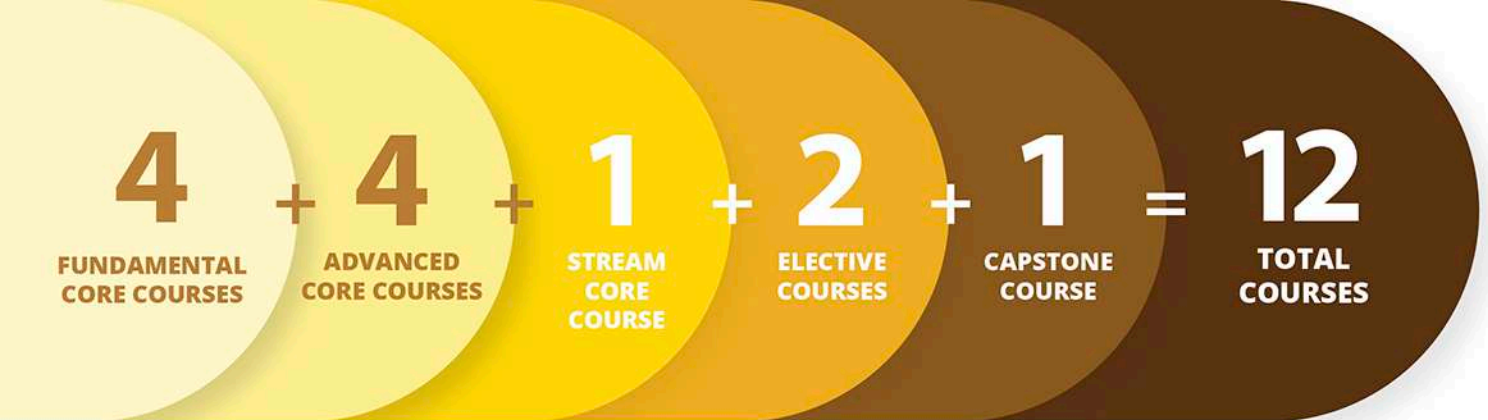 4
FUNDAMENTAL
CORE COURSES
+
4
ADVANCED
CORE COURSES
+
1
STREAM
CORE
COURSE
+
2
ELECTIVE
COURSES
+
1
CAPSTONE
COURSE
=
12
TOTAL
COURSES